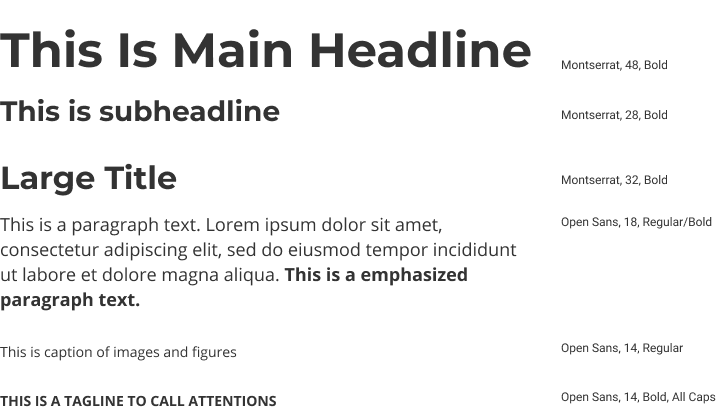 This Is Main Headline
Montserrat, 48, Bold
This is subheadline
Montserrat, 28, Bold
Large Title
Montserrat, 32, Bold
This is a paragraph text. Lorem ipsum dolor sit amet,
Open Sans, 18, Regular/Bold
consectetur adipiscing elit, sed do eiusmod tempor incididunt
ut labore et dolore magna aliqua. This is a emphasized
paragraph text.
This is caption of images and figures
Open Sans, 14, Regular
THIS IS A TAGLINE TO CALL ATTENTIONS
Open Sans, 14, Bold, All Caps